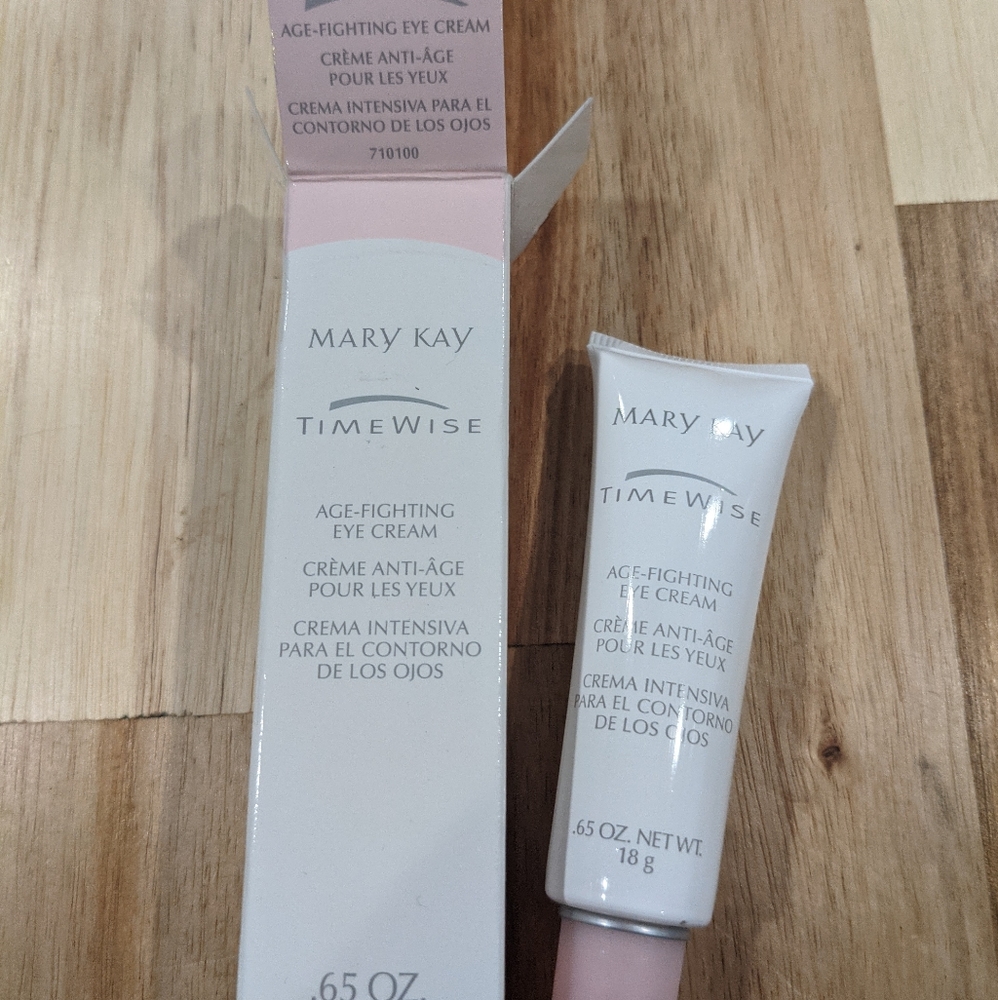 AGE-FIGHTING EYE CREAM
CRÈME ANTI-ÂGE
POUR LES YEUX
CREMA INTENSIVA PARA EL
CONTORNO DE LOS OJOS
710100
MARY KAY
TIMEWISE
AGE-FIGHTING
EYE CREAM
CRÈME ANTI-ÂGE
POUR LES YEUX
CREMA INTENSIVA
PARA EL CONTORNO
DE LOS OJOS
.65 OZ.
MARY KAY
TIMEWISE
AGE-FIGHTING
EYE CREAM
CRÈME ANTI-ÂGE
POUR LES YEUX
CREMA INTENSIVA
PARA EL CONTORNO
DE LOS OJOS
.65 OZ. NET WT.
18 g